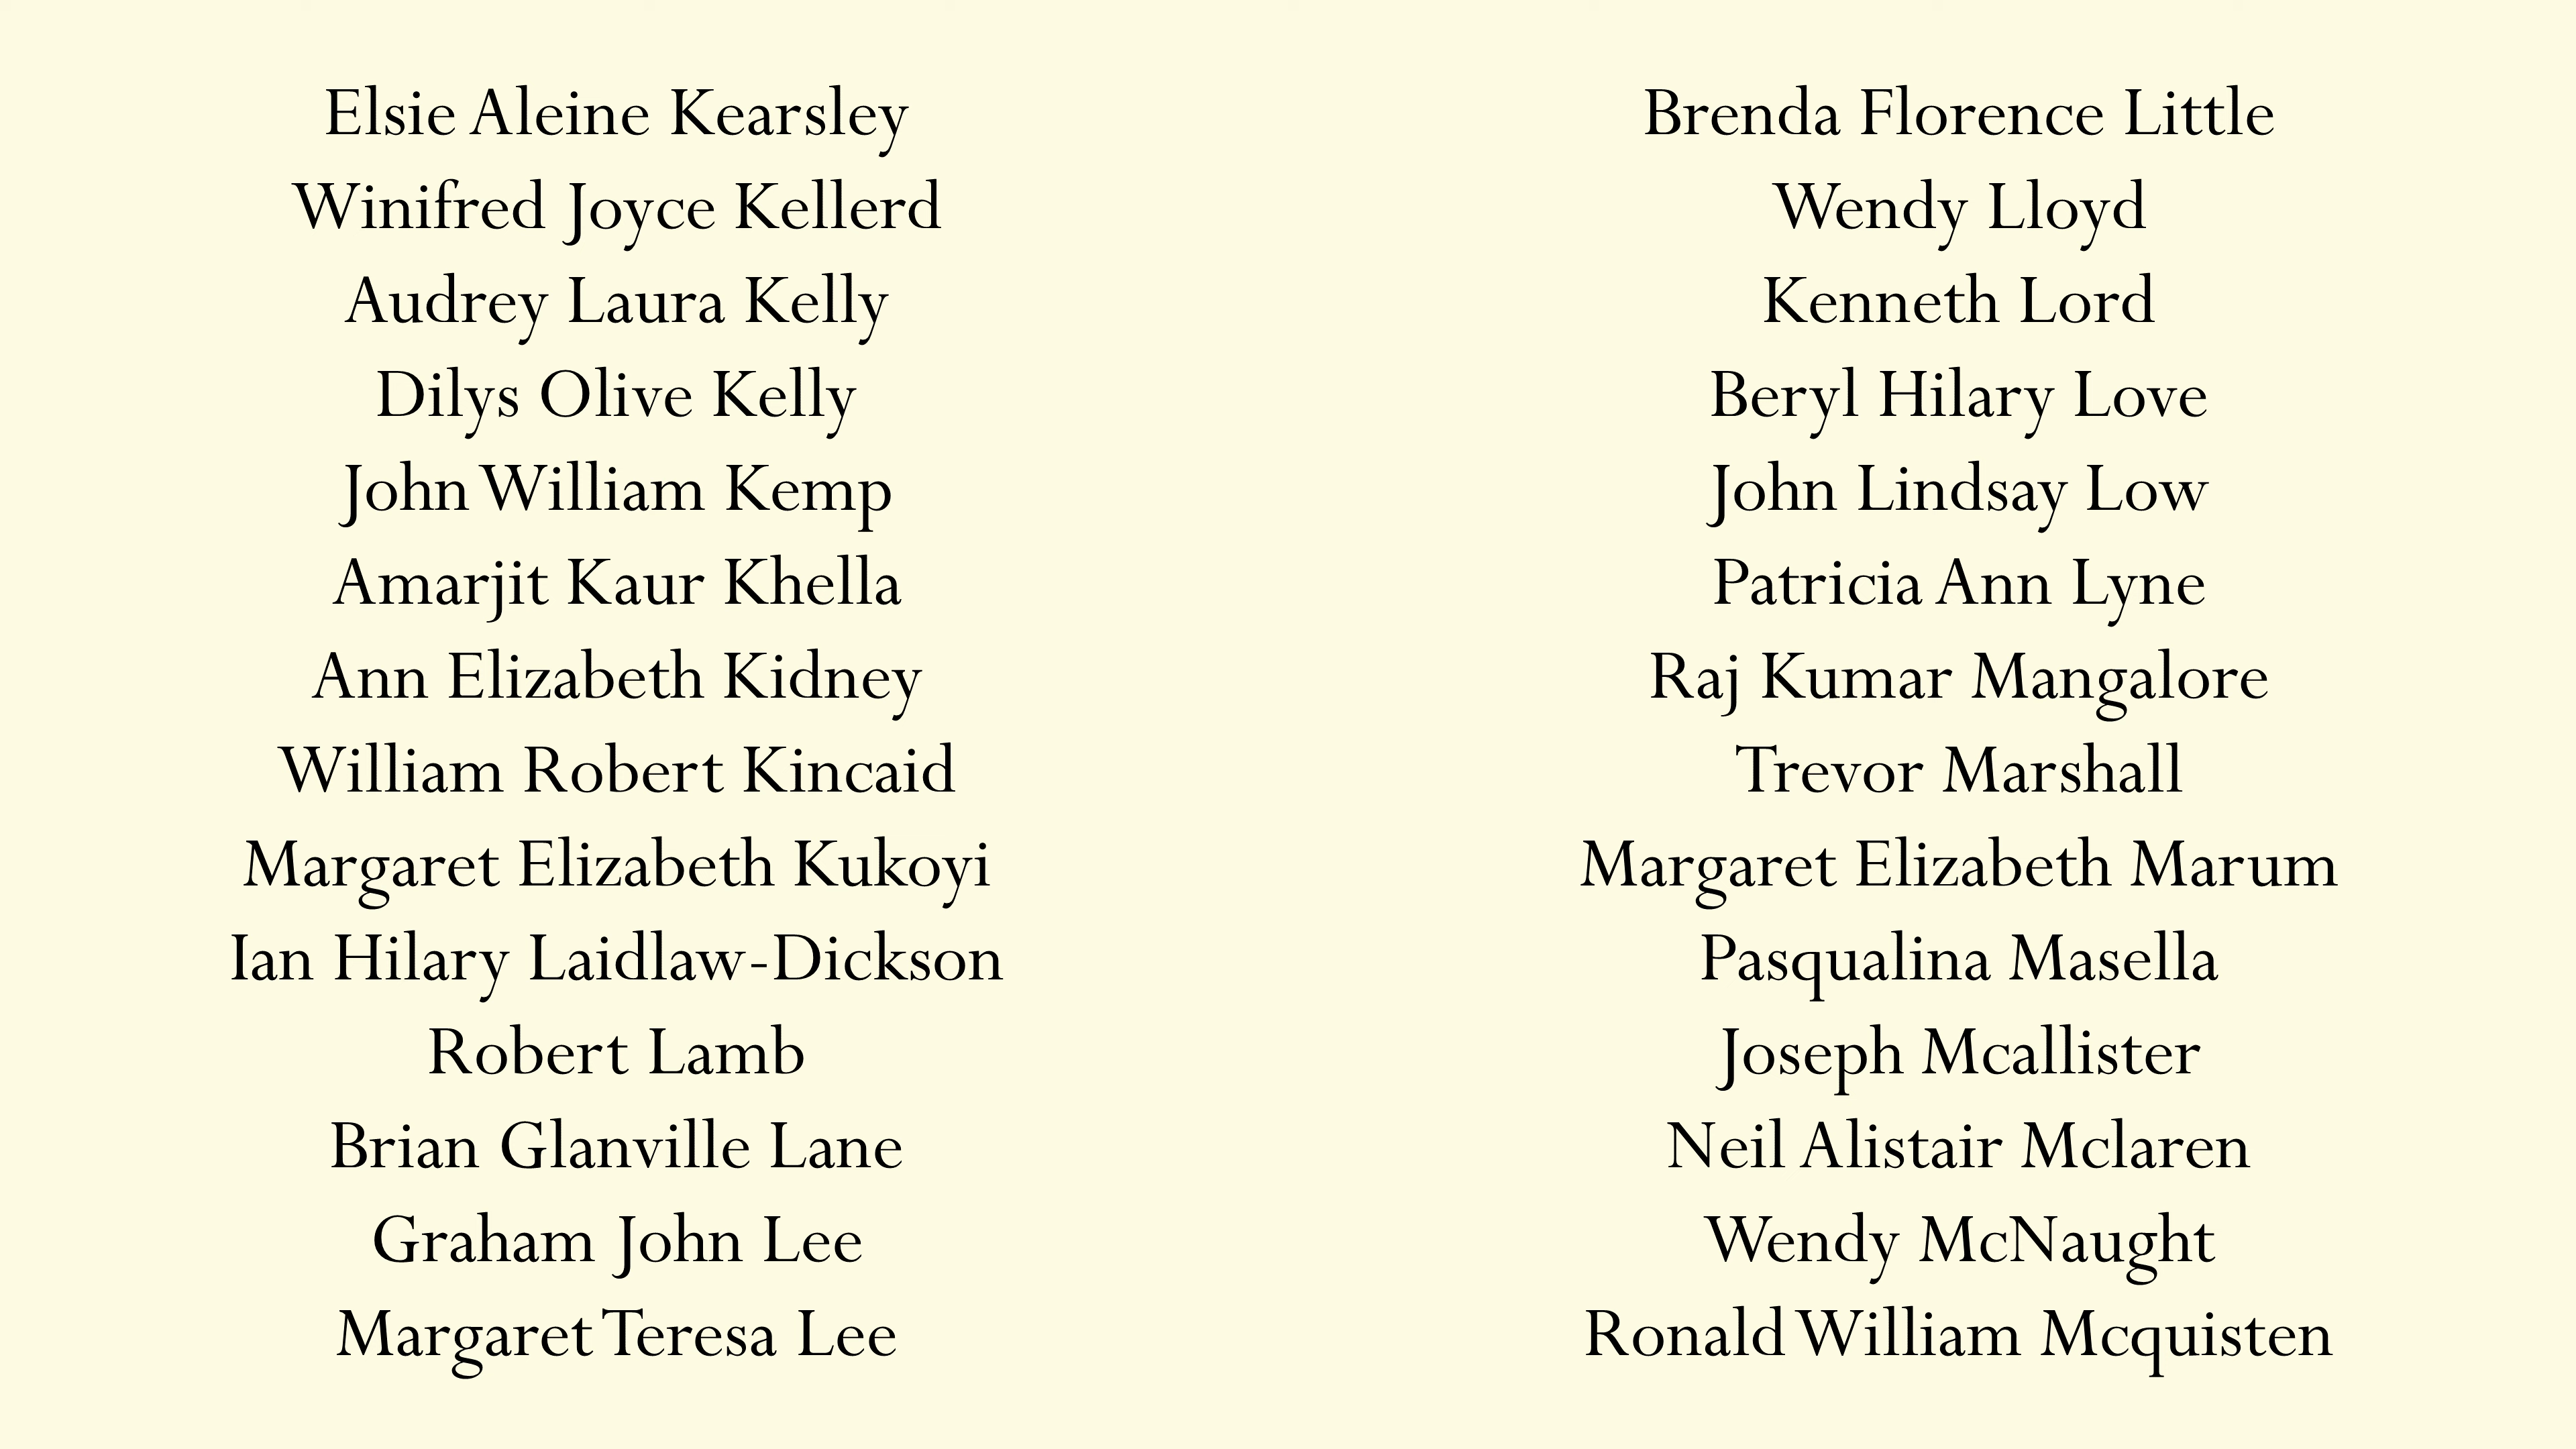 Elsie Aleine Kearsley
Winifred Joyce Kellerd
Audrey Laura Kelly
Dilys Olive Kelly
John William Kemp
Amarjit Kaur Khella
Ann Elizabeth Kidney
William Robert Kincaid
Margaret Elizabeth Kukoyi
Ian Hilary Laidlaw-Dickson
Robert Lamb
Brian Glanville Lane
Graham John Lee
Margaret Teresa Lee
Brenda Florence Little
Wendy Lloyd
Kenneth Lord
Beryl Hilary Love
John Lindsay Low
Patricia Ann Lyne
Raj Kumar Mangalore
Trevor Marshall
Margaret Elizabeth Marum
Pasqualina Masella
Joseph Mcallister
Neil Alistair Mclaren
Wendy McNaught
Ronald William Mcquisten